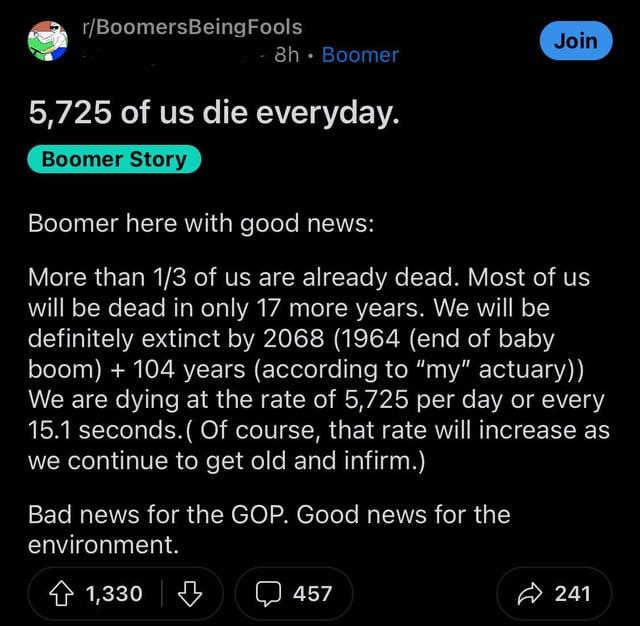 r/BoomersBeingFools
8h • Boomer
Join
5,725 of us die everyday.
Boomer Story
Boomer here with good news:
More than 1/3 of us are already dead. Most of us
will be dead in only 17 more years. We will be
definitely extinct by 2068 (1964 (end of baby
boom) + 104 years (according to “my” actuary))
We are dying at the rate of 5,725 per day or every
15.1 seconds.( Of course, that rate will increase as
we continue to get old and infirm.)
Bad news for the GOP. Good news for the
environment.
1,330
457
241